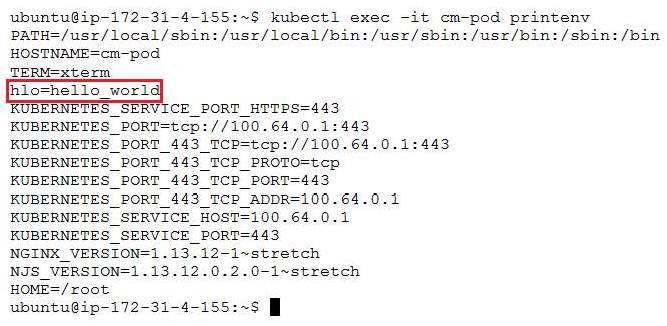 ubuntu@ip-172-31-4-155:~$ kubectl exec -it cm-pod printenv
PATH=/usr/local/sbin:/usr/local/bin:/usr/sbin:/usr/bin:/sbin:/bin
HOSTNAME=cm-pod
TERM=xterm
hlo=hello_world
KUBERNETES_SERVICE_PORT_HTTPS=443
KUBERNETES_PORT=tcp://100.64.0.1:443
KUBERNETES_PORT_443_TCP=tcp://100.64.0.1:443
KUBERNETES_PORT_443_TCP_PROTO=tcp
KUBERNETES_PORT_443_TCP_PORT=443
KUBERNETES_PORT_443_TCP_ADDR=100.64.0.1
KUBERNETES_SERVICE_HOST=100.64.0.1
KUBERNETES_SERVICE_PORT=443
NGINX_VERSION=1.13.12-1~stretch
NJS_VERSION=1.13.12.0.2.0-1~stretch
HOME=/root
ubuntu@ip-172-31-4-155:~$